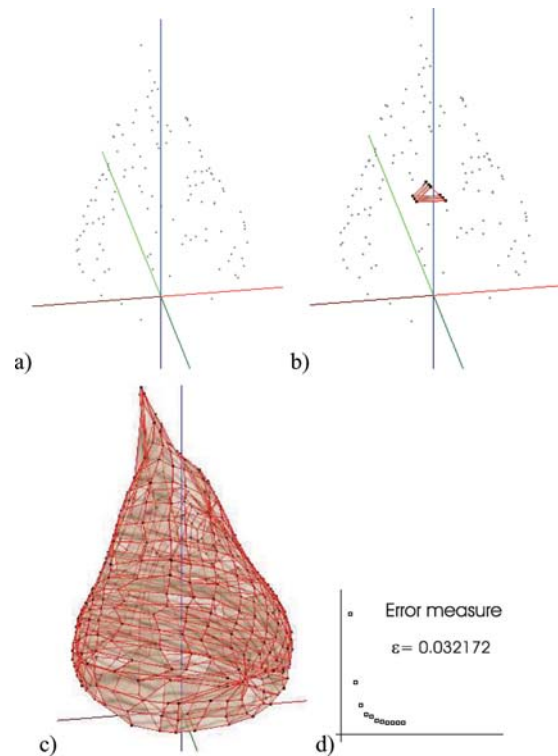 a)
b)
c)
Error measure
ε= 0.032172
d)